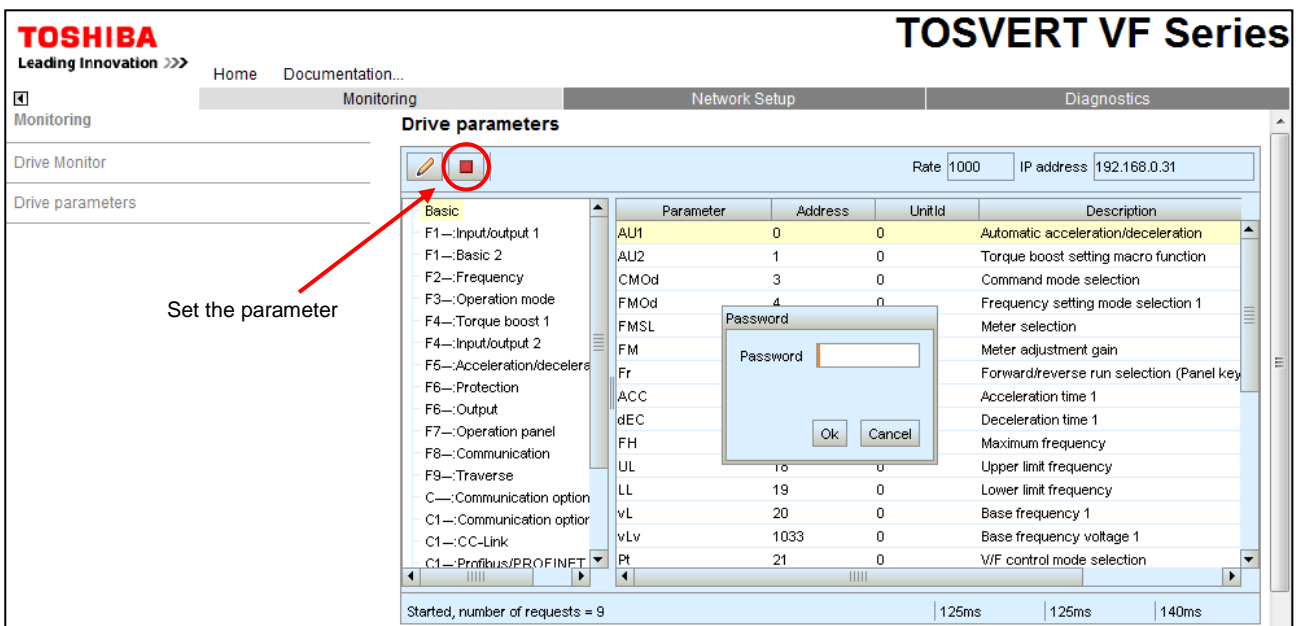 TOSHIBA
Leading Innovation >>>
TOSVERT VF Series
Home Documentation...
Monitoring Network Setup Diagnostics
Monitoring
Drive Monitor
Drive parameters
Drive parameters
Rate 1000 IP address 192.168.0.31
Set the parameter
Basic
F1—:Input/output 1
F1—:Basic 2
F2—:Frequency
F3—:Operation mode
F4—:Torque boost 1
F4—:Input/output 2
F5—:Acceleration/decelera
F6—:Protection
F6—:Output
F7—:Operation panel
F8—:Communication
F9—:Traverse
C—:Communication option
C1—:Communication option
C1—:CC-Link
C1—:Profibus/PROFINET
Parameter Address UnitId Description
AU1 0 0 Automatic acceleration/deceleration
AU2 1 0 Torque boost setting macro function
CMOd 3 0 Command mode selection
FMOd 4 0 Frequency setting mode selection 1
FMSL Meter selection
FM Meter adjustment gain
Fr Forward/reverse run selection (Panel key
ACC Acceleration time 1
dEC Deceleration time 1
FH Maximum frequency
UL 18 0 Upper limit frequency
LL 19 0 Lower limit frequency
vL 20 0 Base frequency 1
vLv 1033 0 Base frequency voltage 1
Pt 21 0 V/F control mode selection
Password
Password
Ok Cancel
Started, number of requests = 9 125ms 125ms 140ms